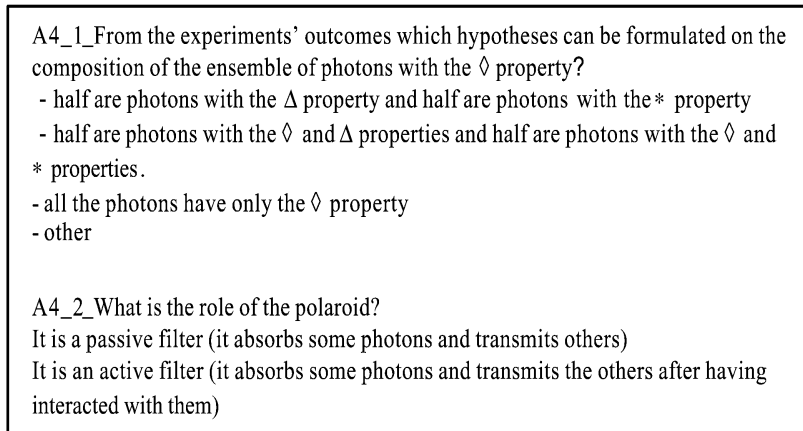 A4_1_From the experiments’ outcomes which hypotheses can be formulated on the
composition of the ensemble of photons with the ◊ property?
- half are photons with the Δ property and half are photons with the* property
- half are photons with the ◊ and Δ properties and half are photons with the ◊ and
* properties.
- all the photons have only the ◊ property
- other
A4_2_What is the role of the polaroid?
It is a passive filter (it absorbs some photons and transmits others)
It is an active filter (it absorbs some photons and transmits the others after having
interacted with them)